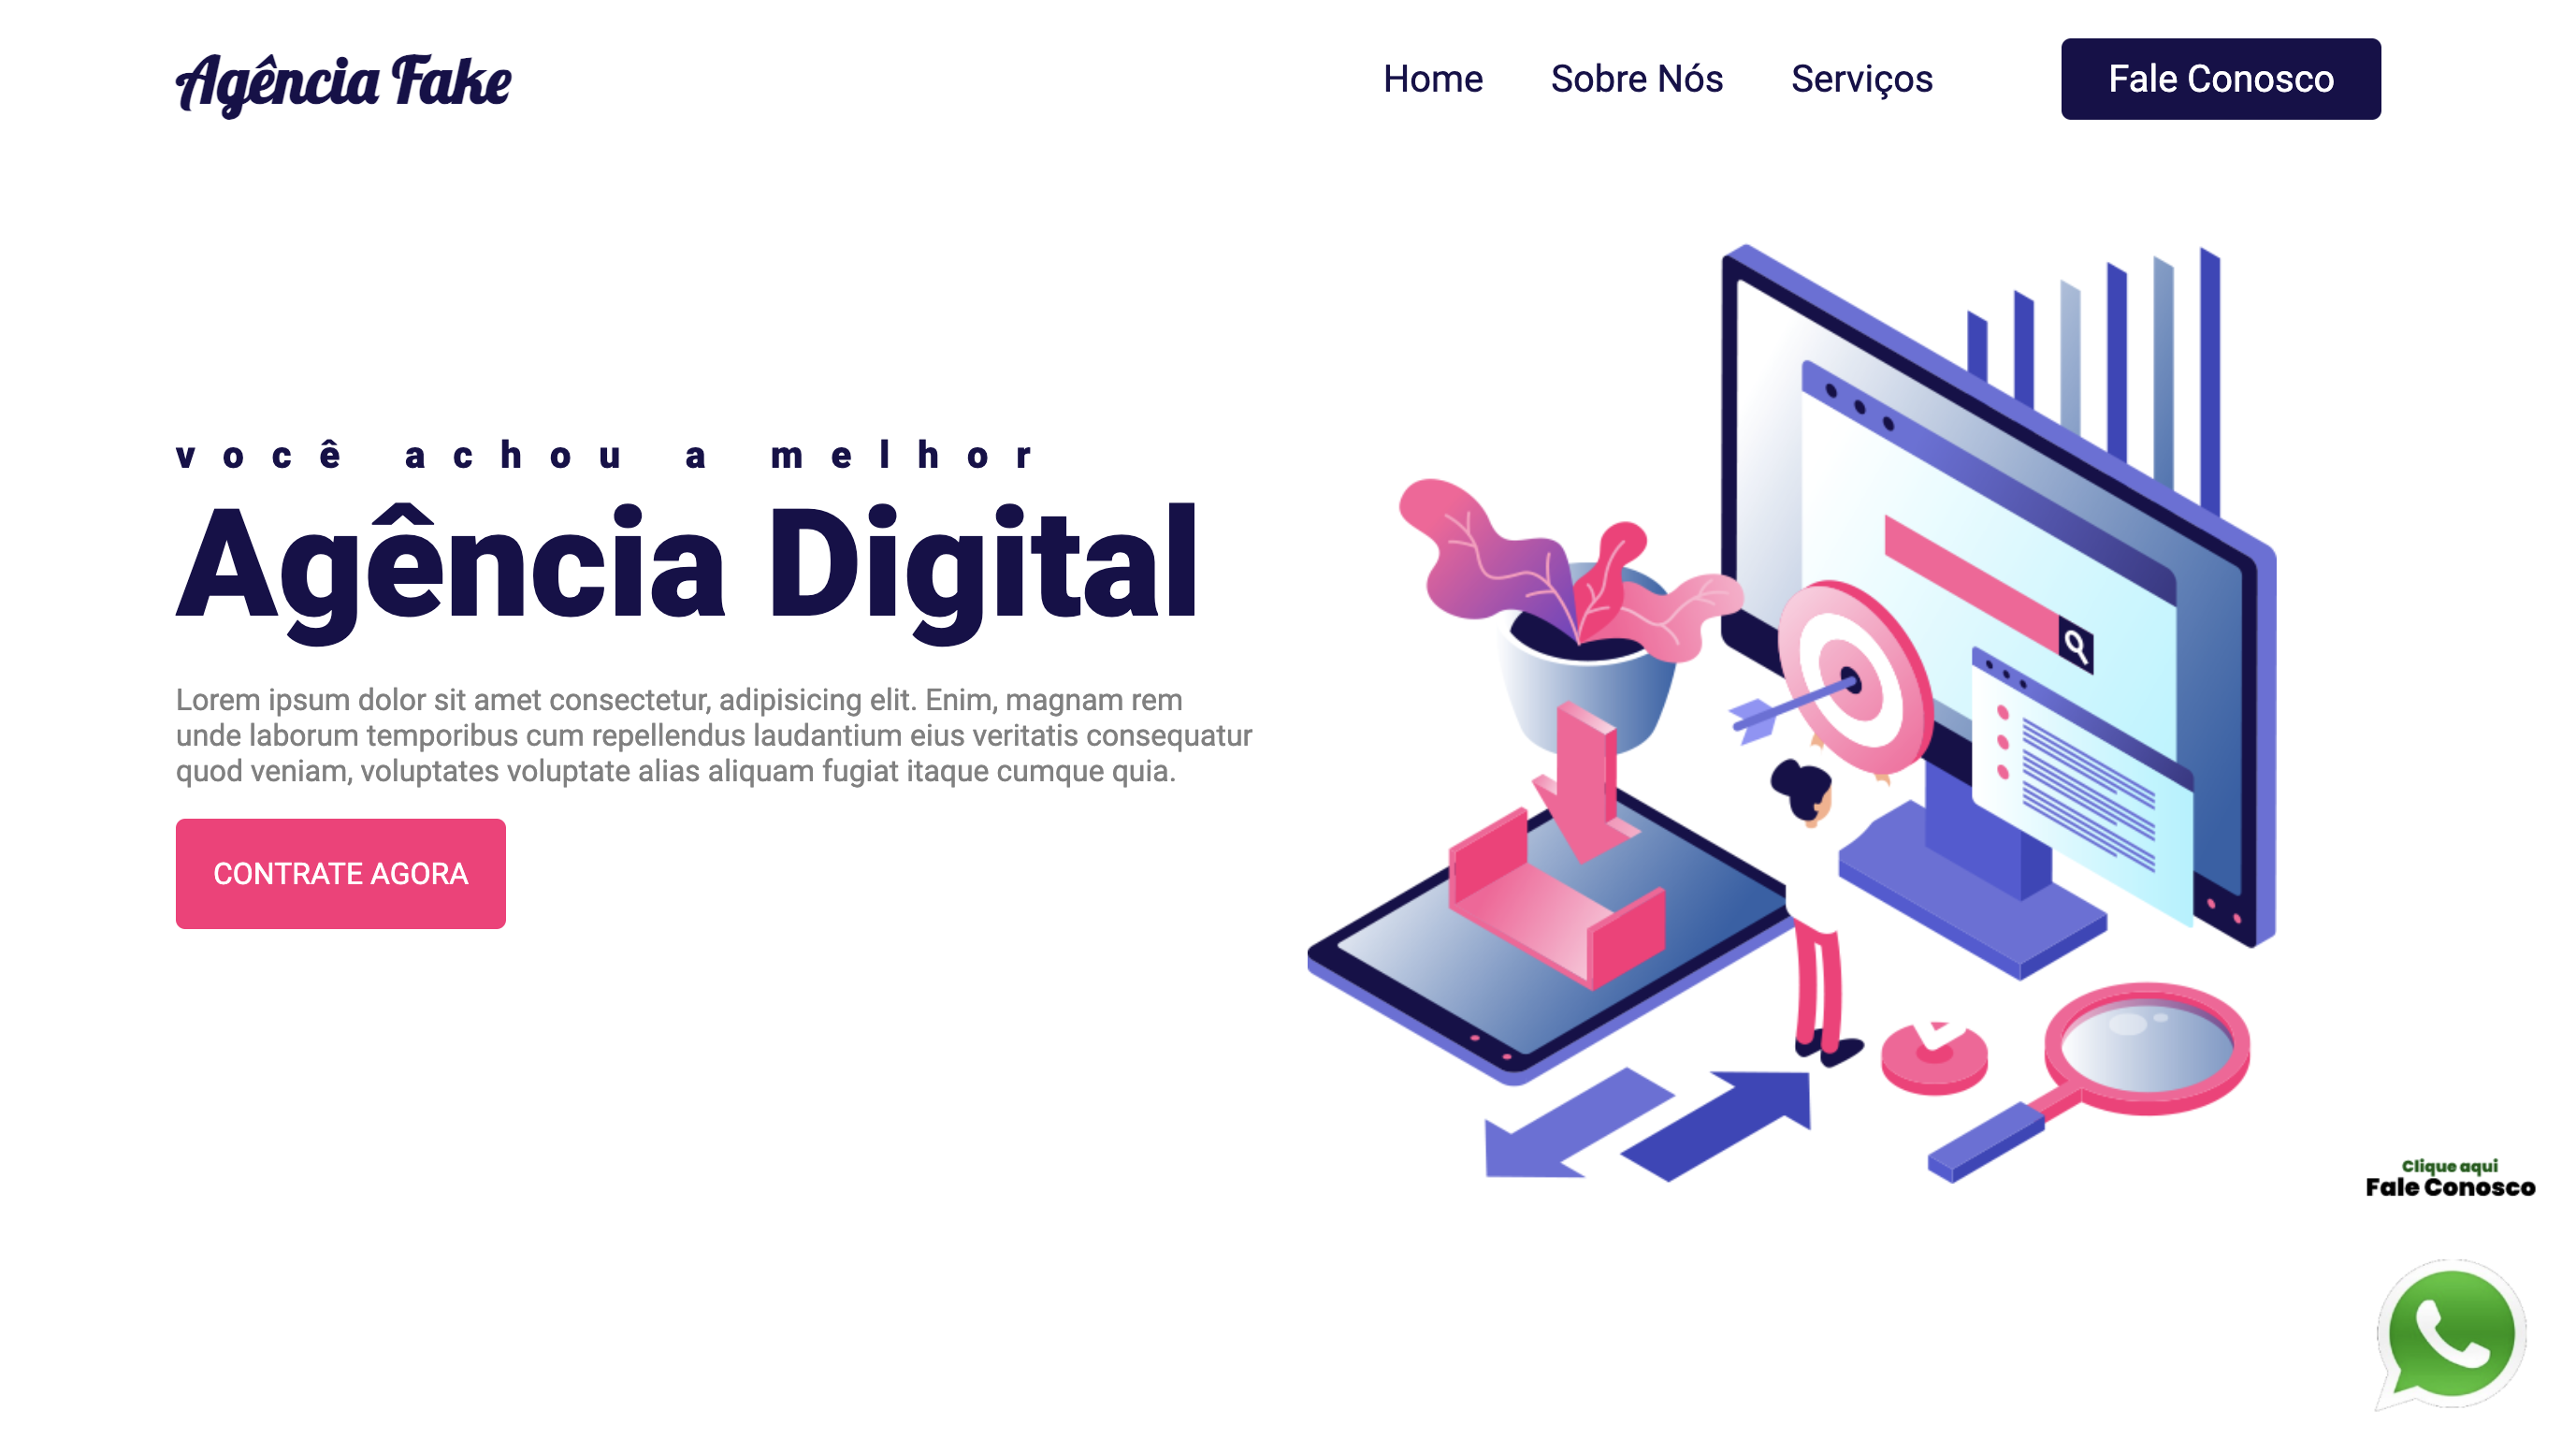 Agência Fake
Home
Sobre Nós
Serviços
Fale Conosco
você achou a melhor
Agência Digital
Lorem ipsum dolor sit amet consectetur, adipisicing elit. Enim, magnam rem
unde laborum temporibus cum repellendus laudantium eius veritatis consequatur
quod veniam, voluptates voluptate alias aliquam fugiat itaque cumque quia.
CONTRATE AGORA
Clique aqui
Fale Conosco